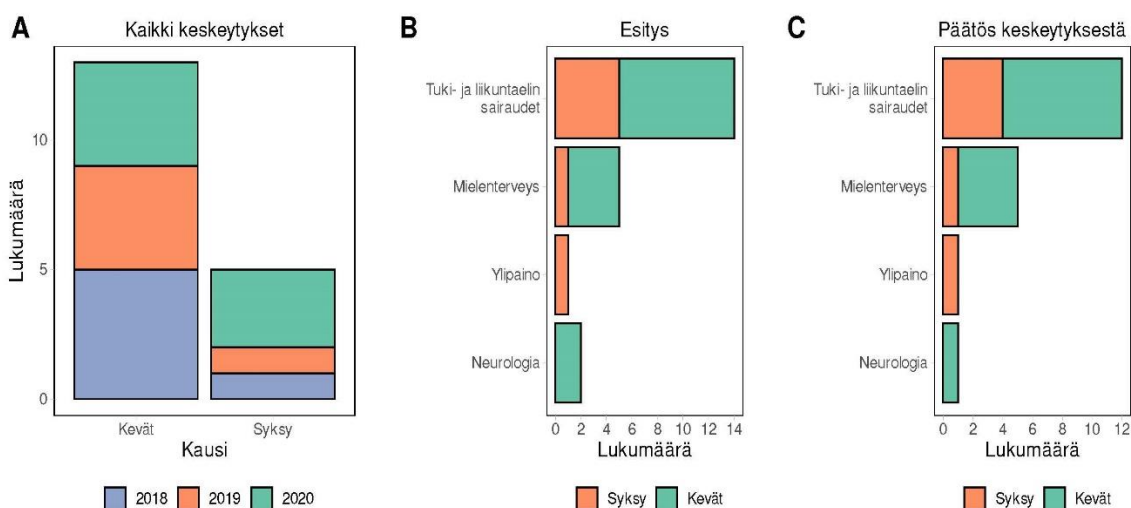 A
Kaikki keskeytykset
Lukumäärä
10
5
0
Kevät
Syksy
Kausi
2018
2019
2020
B
Esitys
Tuki- ja liikuntaelin
sairaudet
Mielenterveys
Ylipaino
Neurologia
0 2 4 6 8 10 12 14
Lukumäärä
Syksy
Kevät
C
Päätös keskeytyksestä
Tuki- ja liikuntaelin
sairaudet
Mielenterveys
Ylipaino
Neurologia
0 2 4 6 8 10 12
Lukumäärä
Syksy
Kevät